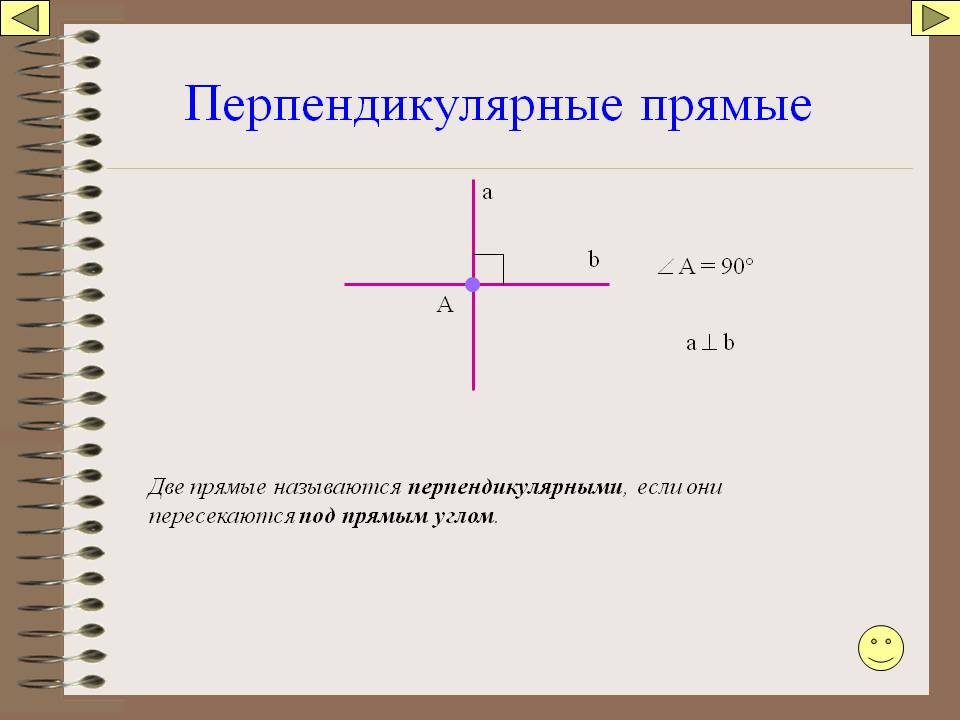 Перпендикулярные прямые
a
b
∠ A = 90°
A
a ⊥ b
Две прямые называются перпендикулярными, если они
пересекаются под прямым углом.